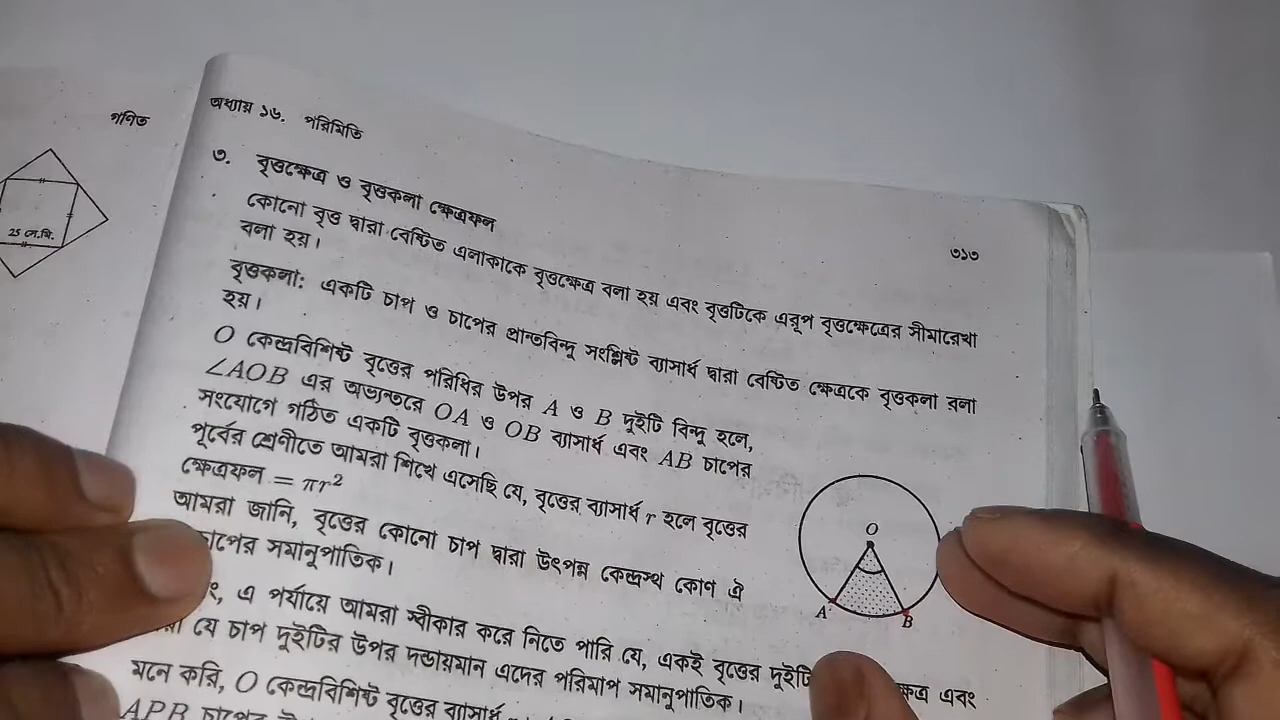 গণিত
25 সে.মি.
অধ্যায় ১৬. পরিমিতি
৩১৩
৩. বৃত্তক্ষেত্র ও বৃত্তকলা ক্ষেত্রফল
কোনো বৃত্ত দ্বারা বেষ্টিত এলাকাকে বৃত্তক্ষেত্র বলা হয় এবং বৃত্তটিকে এরূপ বৃত্তক্ষেত্রের সীমারেখা
বলা হয়।
বৃত্তকলা: একটি চাপ ও চাপের প্রান্তবিন্দু সংশ্লিষ্ট ব্যাসার্ধ দ্বারা বেষ্টিত ক্ষেত্রকে বৃত্তকলা বলা
হয়।
O কেন্দ্রবিশিষ্ট বৃত্তের পরিধির উপর A ও B দুইটি বিন্দু হলে,
∠AOB এর অভ্যন্তরে OA ও OB ব্যাসার্ধ এবং AB চাপের
সংযোগে গঠিত একটি বৃত্তকলা।
পূর্বের শ্রেণীতে আমরা শিখে এসেছি যে, বৃত্তের ব্যাসার্ধ r হলে বৃত্তের
ক্ষেত্রফল = πr²
আমরা জানি, বৃত্তের কোনো চাপ দ্বারা উৎপন্ন কেন্দ্রস্থ কোণ ঐ
চাপের সমানুপাতিক।
এ পর্যায়ে আমরা স্বীকার করে নিতে পারি যে, একই বৃত্তের দুইটি ক্ষেত্র এবং
যে চাপ দুইটির উপর দন্ডায়মান এদের পরিমাপ সমানুপাতিক।
মনে করি, O কেন্দ্রবিশিষ্ট বৃত্তের ব্যাসার্ধ
APB চাপের
O
A
B